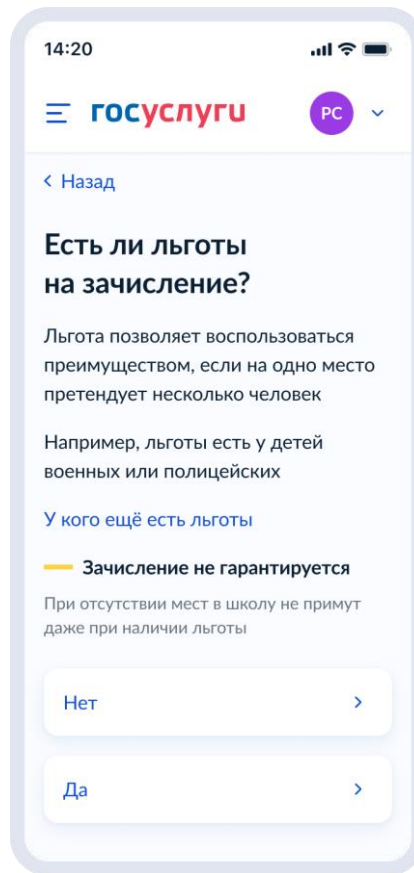 14:20
госуслуги
РС
Назад
Есть ли льготы
на зачисление?
Льгота позволяет воспользоваться
преимуществом, если на одно место
претендует несколько человек
Например, льготы есть у детей
военных или полицейских
У кого ещё есть льготы
Зачисление не гарантируется
При отсутствии мест в школу не примут
даже при наличии льготы
Нет
Да